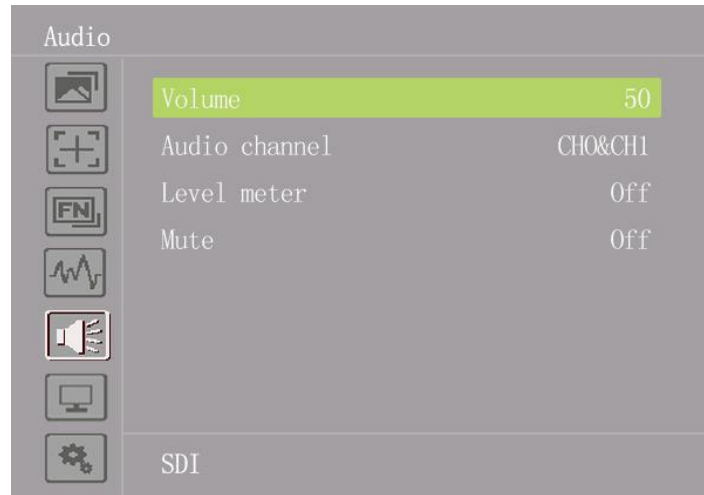 Audio
Volume 50
Audio channel CH0&CH1
Level meter Off
FN
Mute Off
SDI